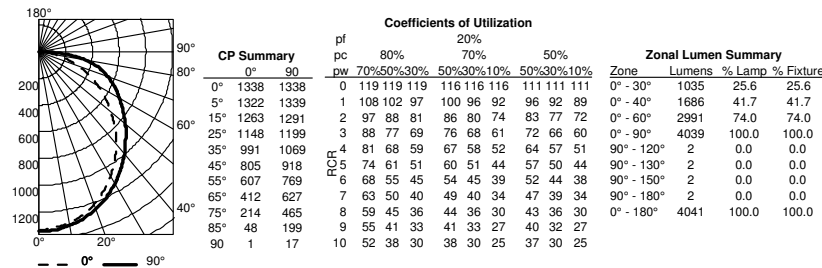 180°
90°
80°
60°
40°
200
400
600
800
1000
1200
0° 20°
0° 90°
CP Summary
0° 90
0° 1338 1338
5° 1322 1339
15° 1263 1291
25° 1148 1199
35° 991 1069
45° 805 918
55° 607 769
65° 412 627
75° 214 465
85° 48 199
90 1 17
Coefficients of Utilization
pf 20%
pc 80% 70% 50%
pw 70%50%30% 50%30%10% 50%30%10%
RCR
0 119 119 119 116 116 116 111 111 111
1 108 102 97 100 96 92 96 92 89
2 97 88 81 86 80 74 83 77 72
3 88 77 69 76 68 61 72 66 60
4 81 68 59 67 58 52 64 57 51
5 74 61 51 60 51 44 57 50 44
6 68 55 45 54 45 39 52 44 38
7 63 50 40 49 40 34 47 39 34
8 59 45 36 44 36 30 43 36 30
9 55 41 33 41 33 27 40 32 27
10 52 38 30 38 30 25 37 30 25
Zonal Lumen Summary
Zone Lumens % Lamp % Fixture
0° - 30° 1035 25.6 25.6
0° - 40° 1686 41.7 41.7
0° - 60° 2991 74.0 74.0
0° - 90° 4039 100.0 100.0
90° - 120° 2 0.0 0.0
90° - 130° 2 0.0 0.0
90° - 150° 2 0.0 0.0
90° - 180° 2 0.0 0.0
0° - 180° 4041 100.0 100.0